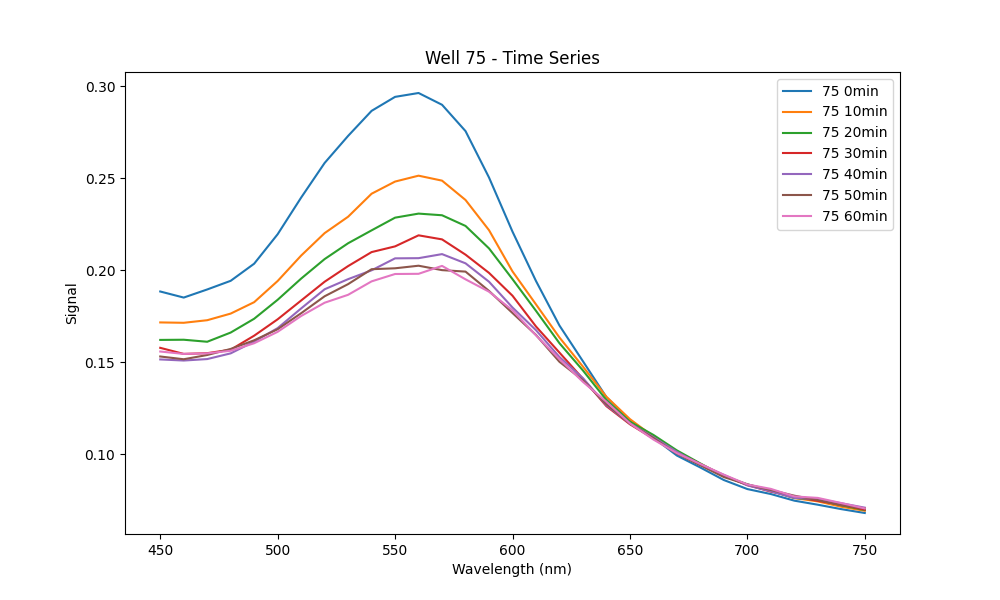 Well 75 - Time Series
Signal
0.30
0.25
0.20
0.15
0.10
75 0min
75 10min
75 20min
75 30min
75 40min
75 50min
75 60min
450 500 550 600 650 700 750
Wavelength (nm)